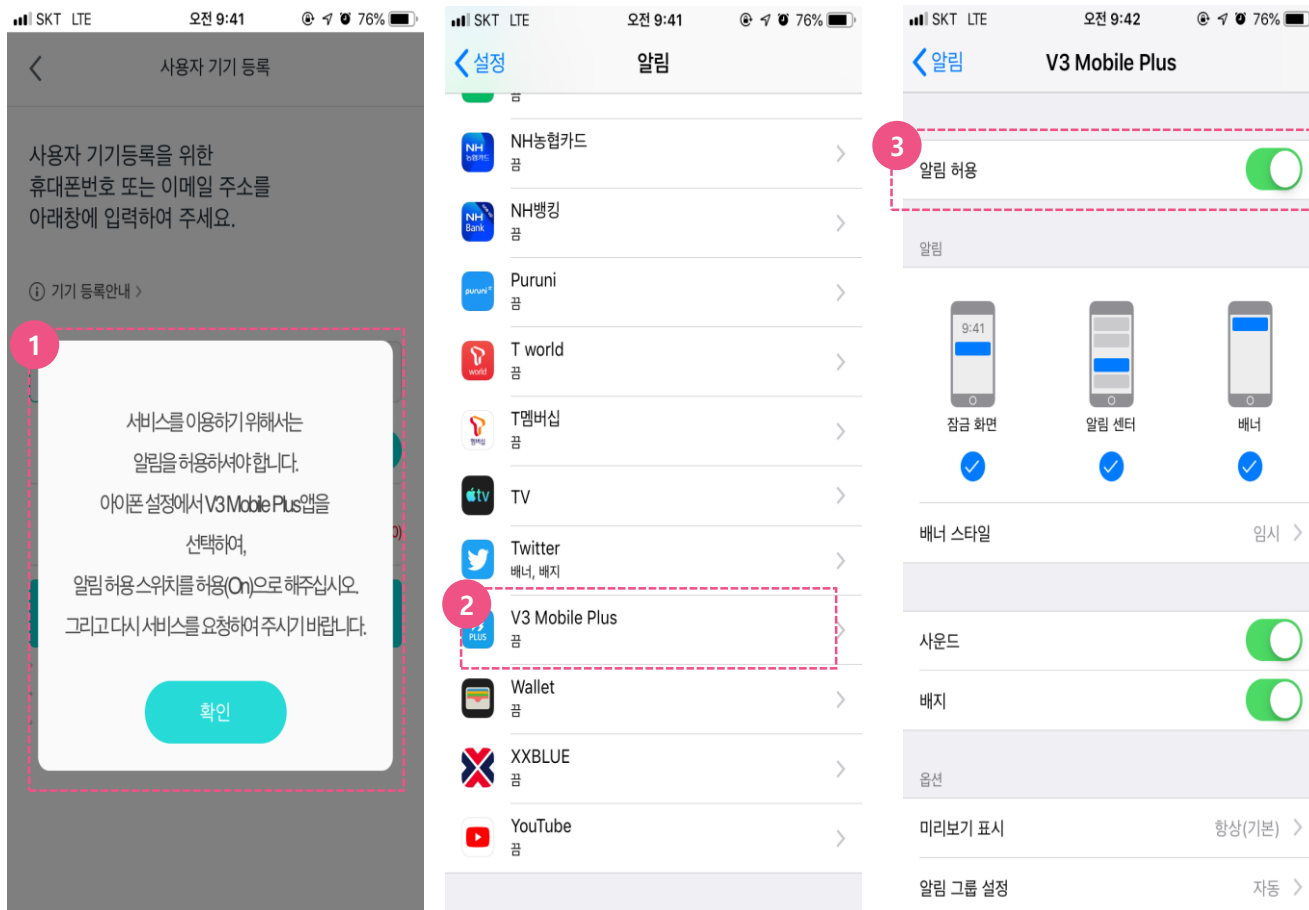 SKT LTE 오전 9:41 76%
사용자 기기 등록
사용자 기기등록을 위한
휴대폰번호 또는 이메일 주소를
아래창에 입력하여 주세요.
기기 등록안내 >
1
서비스를 이용하기 위해서는
알림을 허용하셔야 합니다.
아이폰 설정에서 V3 Mobile Plus앱을
선택하여,
알림 허용 스위치를 허용(On)으로 해주십시오.
그리고 다시 서비스를 요청하여 주시기 바랍니다.
확인
SKT LTE 오전 9:41 76%
설정 알림
끔
NH농협카드
끔
NH뱅킹
끔
Puruni
끔
T world
끔
T멤버십
끔
TV
Twitter
배너, 배지
2
V3 Mobile Plus
끔
Wallet
끔
XXBLUE
끔
YouTube
끔
SKT LTE 오전 9:42 76%
알림 V3 Mobile Plus
3
알림 허용
알림
9:41
잠금 화면 알림 센터 배너
배너 스타일 임시
사운드
배지
옵션
미리보기 표시 항상(기본)
알림 그룹 설정 자동